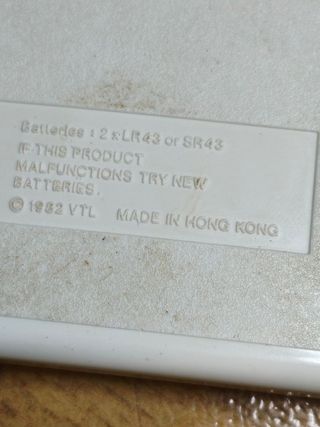 Batteries : 2 x LR43 or SR43
IF THIS PRODUCT
MALFUNCTIONS TRY NEW
BATTERIES.
© 1982 VTL MADE IN HONG KONG